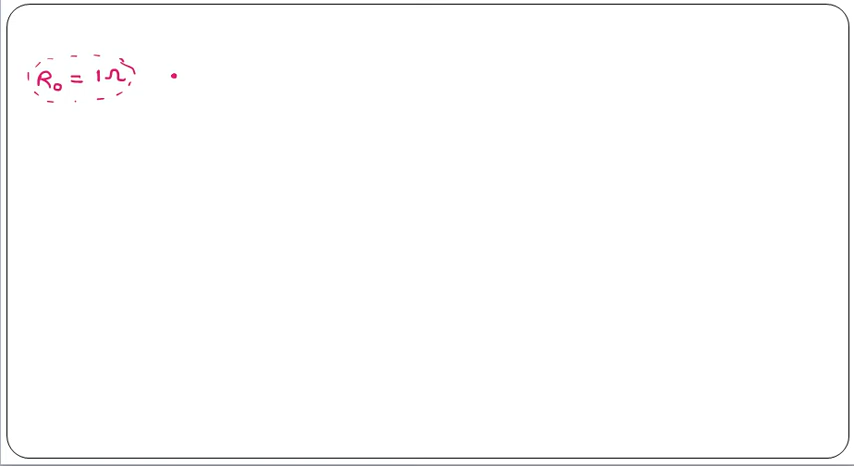 R₀ = 1Ω